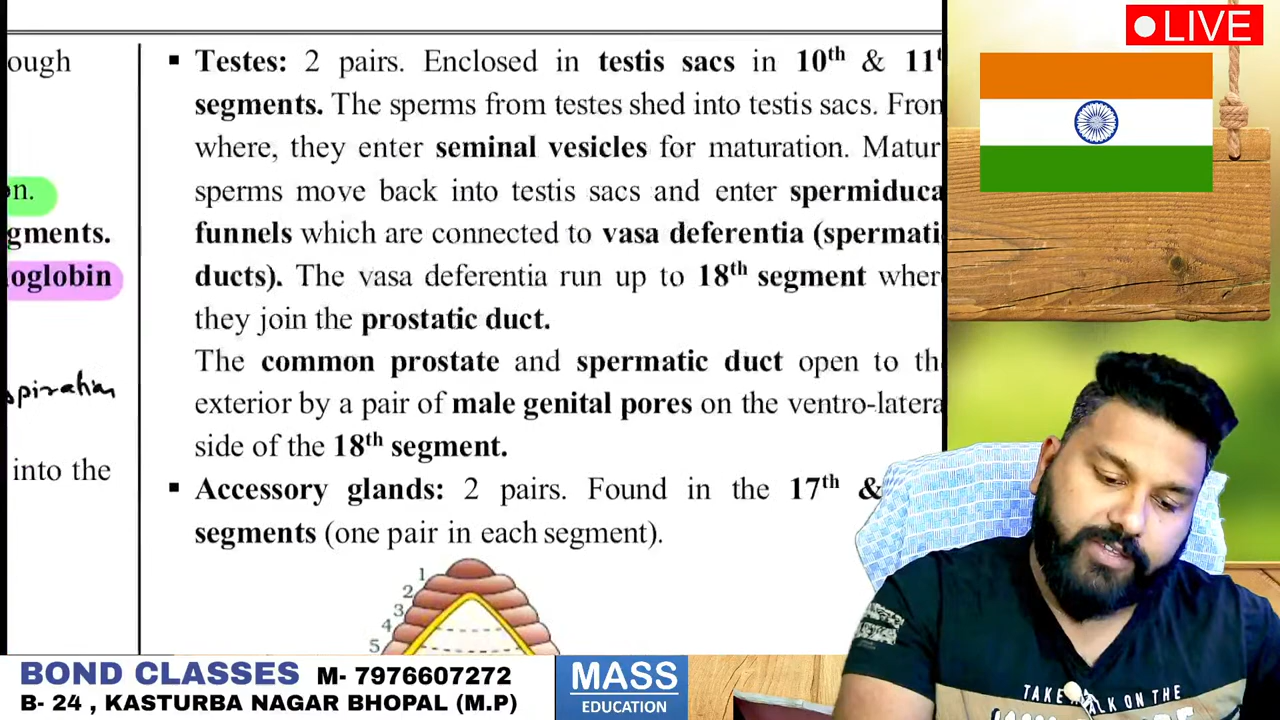 LIVE
ough
on.
gments.
oglobin
spiration
into the
▪ Testes: 2 pairs. Enclosed in testis sacs in 10th & 11t
segments. The sperms from testes shed into testis sacs. From
where, they enter seminal vesicles for maturation. Matur
sperms move back into testis sacs and enter spermiduca
funnels which are connected to vasa deferentia (spermati
ducts). The vasa deferentia run up to 18th segment wher
they join the prostatic duct.
The common prostate and spermatic duct open to th
exterior by a pair of male genital pores on the ventro-latera
side of the 18th segment.
▪ Accessory glands: 2 pairs. Found in the 17th &
segments (one pair in each segment).
1
2
3
4
5
BOND CLASSES M- 7976607272
B- 24 , KASTURBA NAGAR BHOPAL (M.P)
MASS
EDUCATION
TAKE WALK ON THE